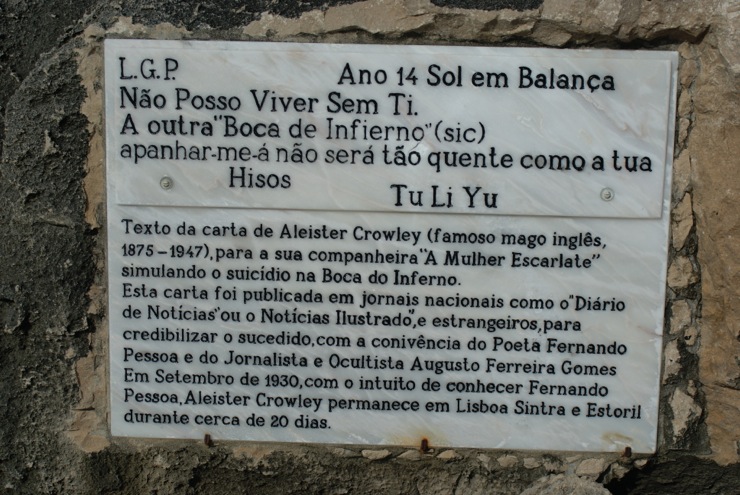 L.G.P. Ano 14 Sol em Balança
Não Posso Viver Sem Ti.
A outra "Boca de Infierno" (sic)
apanhar-me-á não será tão quente como a tua
Hisos
Tu Li Yu
Texto da carta de Aleister Crowley (famoso mago inglês,
1875-1947), para a sua companheira "A Mulher Escarlate"
simulando o suicídio na Boca do Inferno.
Esta carta foi publicada em jornais nacionais como o "Diário
de Notícias" ou o Notícias Ilustrado", e estrangeiros, para
credibilizar o sucedido, com a conivência do Poeta Fernando
Pessoa e do Jornalista e Ocultista Augusto Ferreira Gomes
Em Setembro de 1930, com o intuito de conhecer Fernando
Pessoa. Aleister Crowley permanece em Lisboa Sintra e Estoril
durante cerca de 20 dias.